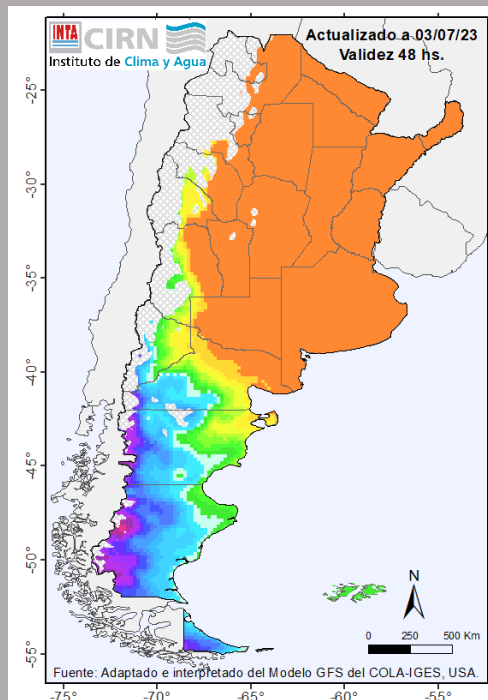 INTA CIRN
Instituto de Clima y Agua
Actualizado a 03/07/23
Validez 48 hs.
-25°
-30°
-35°
-40°
-45°
-50°
-55°
N
0 250 500 Km
Fuente: Adaptado e interpretado del Modelo GFS del COLA-IGES, USA.
-75° -70° -65° -60° -55°